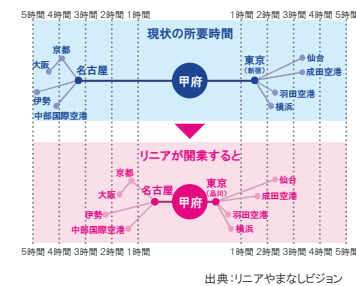 5時間 4時間 3時間 2時間 1時間 1時間 2時間 3時間 4時間 5時間
現状の所要時間
京都
大阪
名古屋
伊勢
中部国際空港
甲府
東京
(新宿)
仙台
成田空港
羽田空港
横浜
リニアが開業すると
京都
大阪
名古屋
伊勢
中部国際空港
甲府
東京
(品川)
仙台
成田空港
羽田空港
横浜
5時間 4時間 3時間 2時間 1時間 1時間 2時間 3時間 4時間 5時間
出典：リニアやまなしビジョン